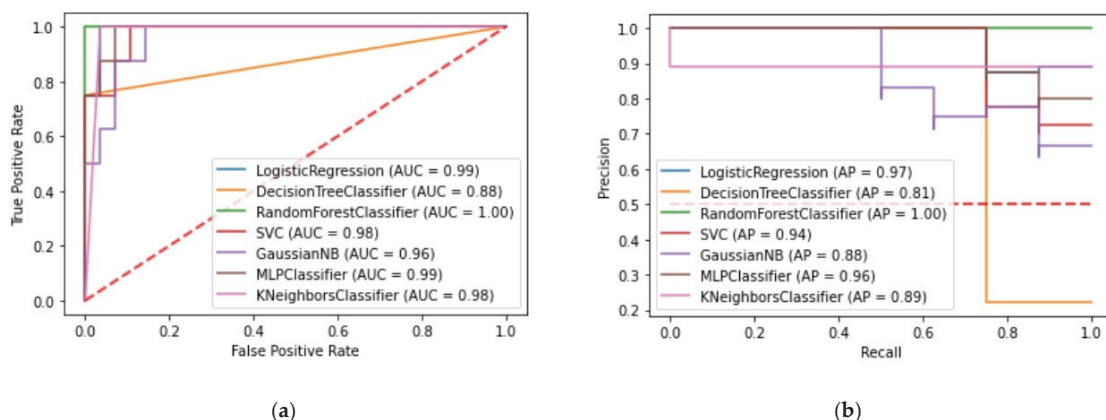 1.0
0.8
0.6
0.4
0.2
0.0
True Positive Rate
LogisticRegression (AUC = 0.99)
DecisionTreeClassifier (AUC = 0.88)
RandomForestClassifier (AUC = 1.00)
SVC (AUC = 0.98)
GaussianNB (AUC = 0.96)
MLPClassifier (AUC = 0.99)
KNeighborsClassifier (AUC = 0.98)
0.0 0.2 0.4 0.6 0.8 1.0
False Positive Rate
(a)
1.0
0.9
0.8
0.7
0.6
0.5
0.4
0.3
0.2
Precision
LogisticRegression (AP = 0.97)
DecisionTreeClassifier (AP = 0.81)
RandomForestClassifier (AP = 1.00)
SVC (AP = 0.94)
GaussianNB (AP = 0.88)
MLPClassifier (AP = 0.96)
KNeighborsClassifier (AP = 0.89)
0.0 0.2 0.4 0.6 0.8 1.0
Recall
(b)